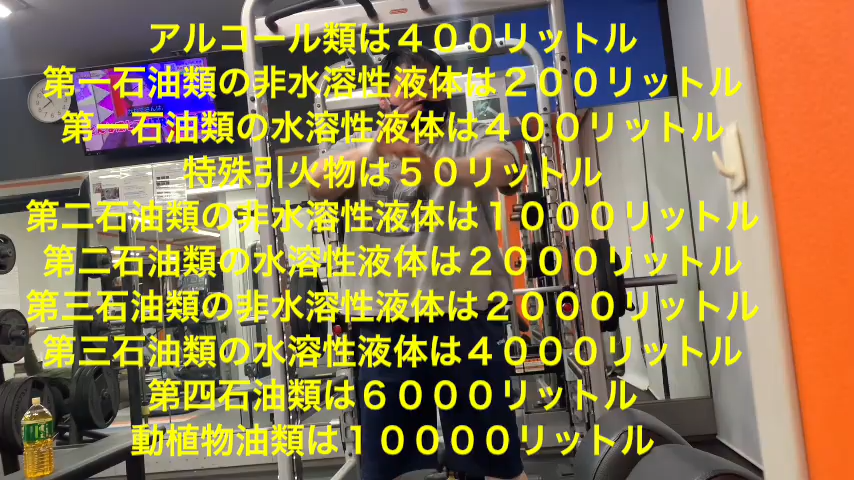 アルコール類は４００リットル
第一石油類の非水溶性液体は２００リットル
第一石油類の水溶性液体は４００リットル
特殊引火物は５０リットル
第二石油類の非水溶性液体は１０００リットル
第二石油類の水溶性液体は２０００リットル
第三石油類の非水溶性液体は２０００リットル
第三石油類の水溶性液体は４０００リットル
第四石油類は６０００リットル
動植物油類は１００００リットル